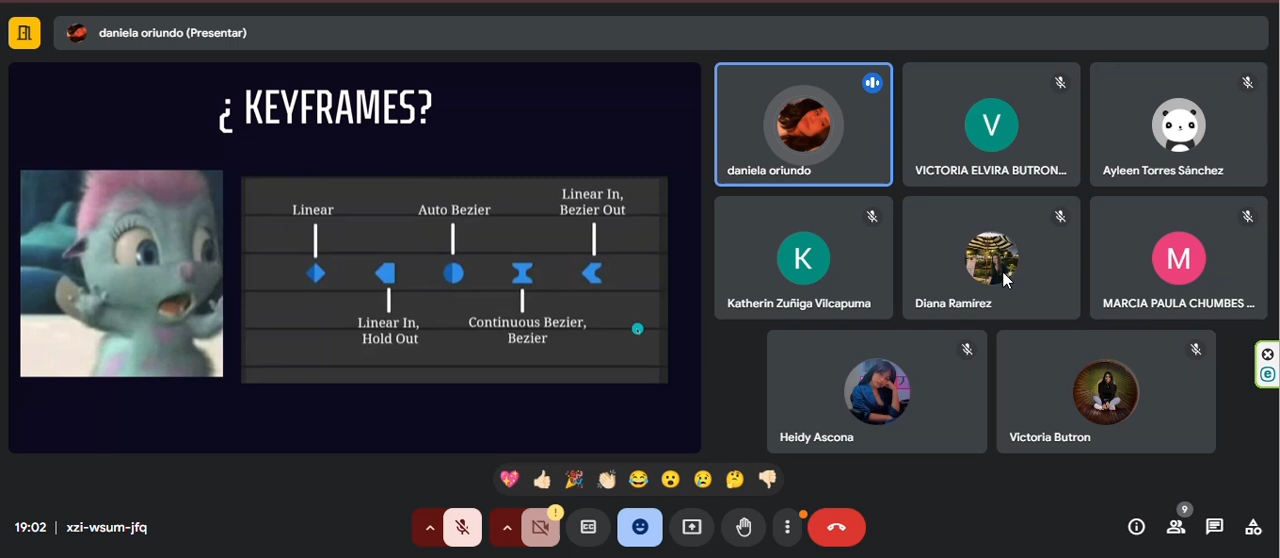 daniela oriundo (Presentar)
¿ KEYFRAMES?
Linear
Auto Bezier
Linear In,
Bezier Out
Linear In,
Hold Out
Continuous Bezier,
Bezier
daniela oriundo
V
VICTORIA ELVIRA BUTRON...
Ayleen Torres Sánchez
K
Katherin Zuñiga Vilcapuma
Diana Ramírez
M
MARCIA PAULA CHUMBES ...
Heidy Ascona
Victoria Butron
19:02 | xzi-wsum-jfq
9